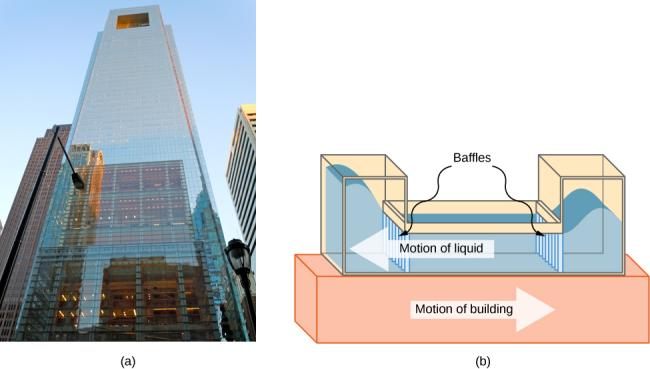 Baffles
Motion of liquid
Motion of building
(a)
(b)